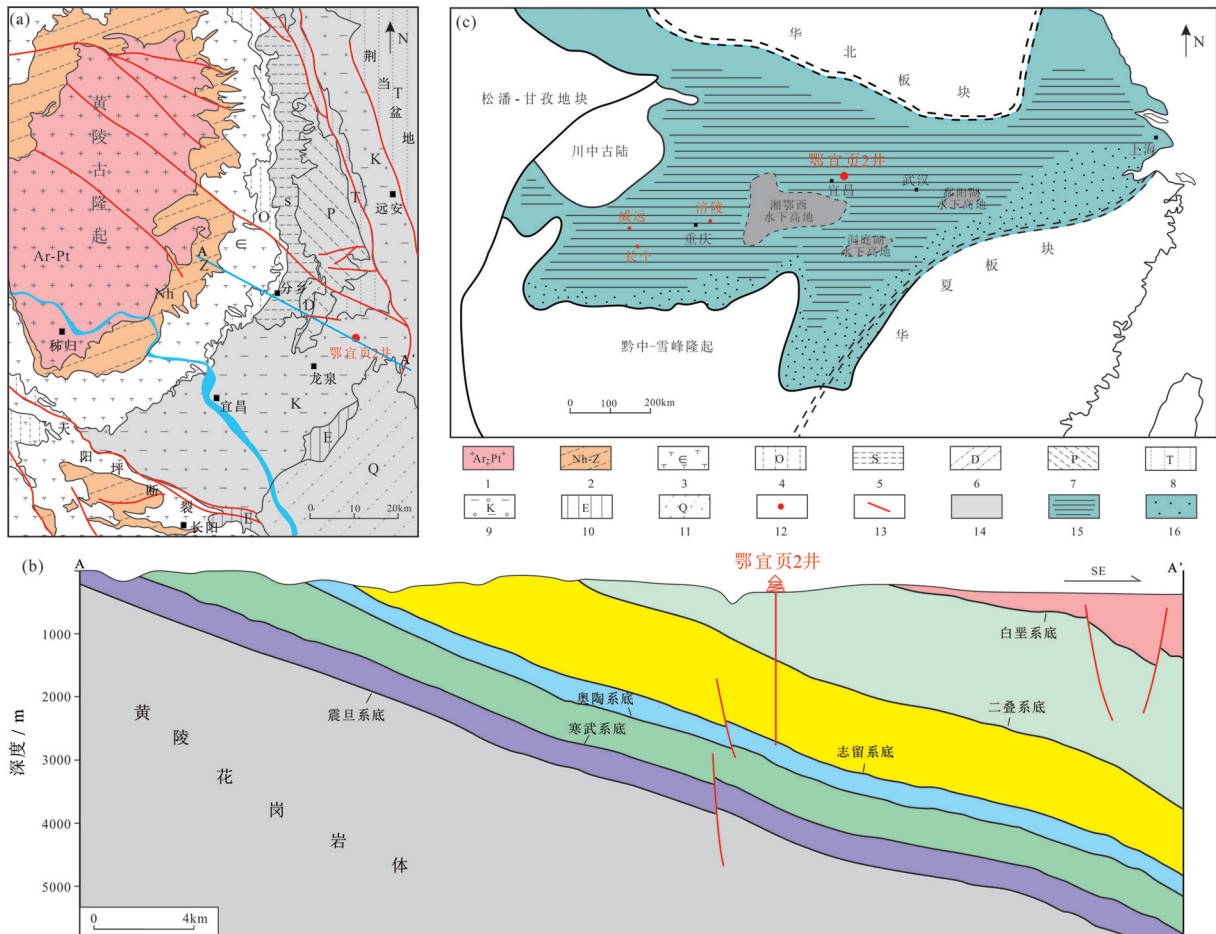 (a)
N
荆
当
T
盆
地
黄
陵
古
隆
起
K
远安
O
S
P
T
∈
Ar-Pt
A
Z
Nh
分乡
D
秭归
鄂宜页2井
A'
龙泉
K
宜昌
E
Q
天
阳
坪
断
裂
长阳
E
0 10 20km
(c)
N
华
北
板
块
松潘-甘孜地块
川中古陆
上海
鄂宜页2井
宜昌
武汉
鄱阳湖
水下高地
湘鄂西
水下高地
威远
涪陵
重庆
长宁
洞庭湖
水下高地
块
板
夏
华
黔中-雪峰隆起
0 100 200km
Ar-Pt
Nh-Z
∈
O
S
D
P
T
1 2 3 4 5 6 7 8
K
E
Q
9 10 11 12 13 14 15 16
(b)
A
鄂宜页2井
SE
A'
1000
2000
3000
4000
5000
深度 / m
白垩系底
奥陶系底
二叠系底
震旦系底
寒武系底
志留系底
黄
陵
花
岗
岩
体
0 4km